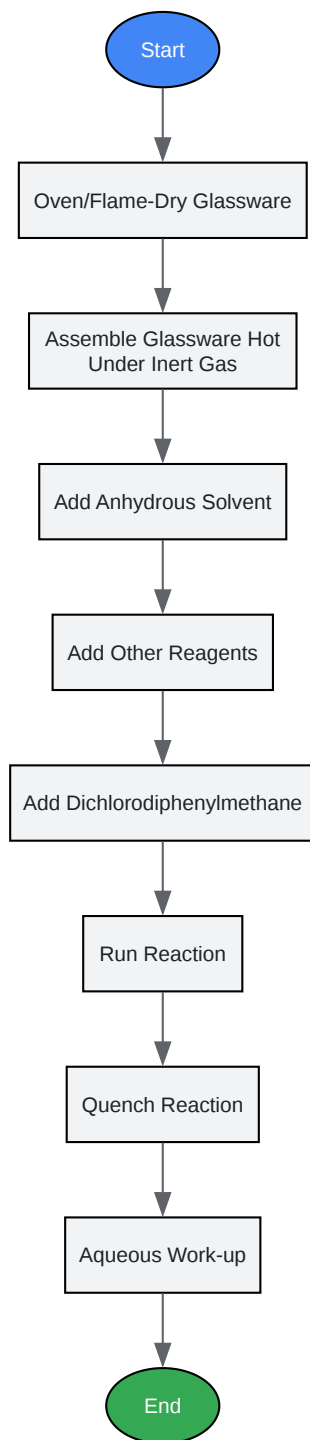 Start
Oven/Flame-Dry Glassware
Assemble Glassware Hot
Under Inert Gas
Add Anhydrous Solvent
Add Other Reagents
Add Dichlorodiphenylmethane
Run Reaction
Quench Reaction
Aqueous Work-up
End